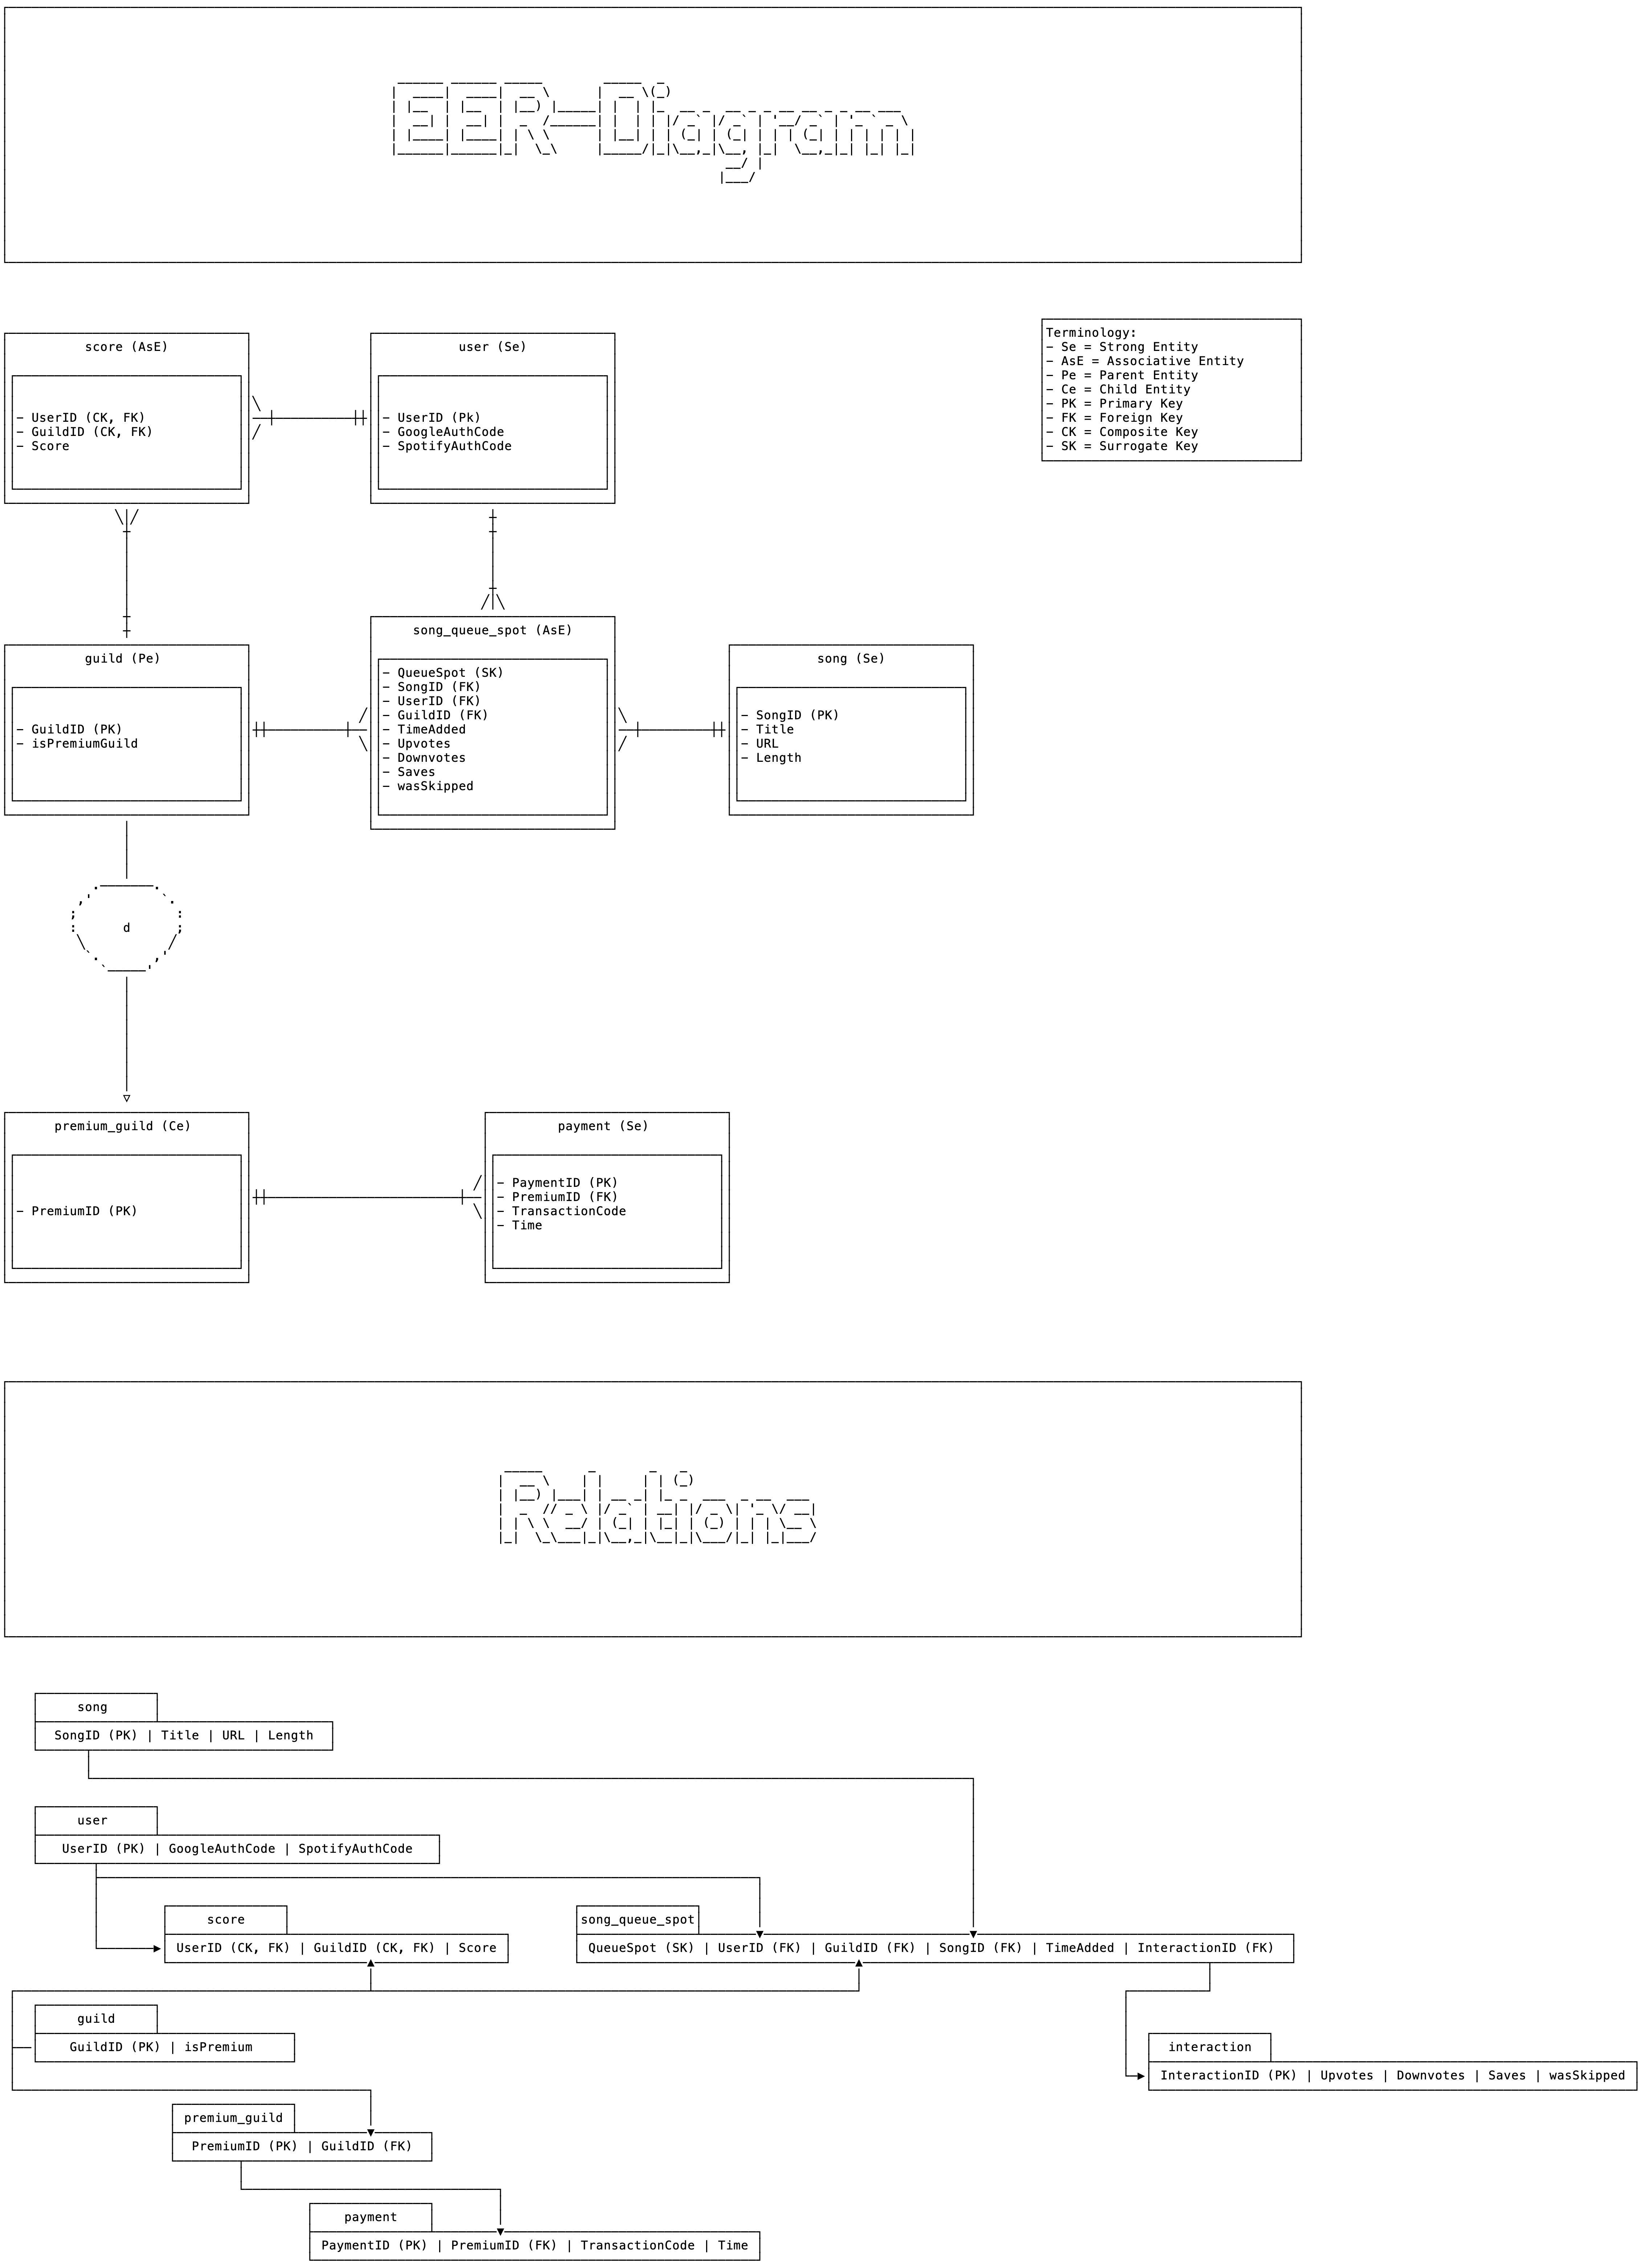 EER-Diagram
score (AsE)
- UserID (CK, FK)
- GuildID (CK, FK)
- Score
user (Se)
- UserID (Pk)
- GoogleAuthCode
- SpotifyAuthCode
Terminology:
- Se = Strong Entity
- AsE = Associative Entity
- Pe = Parent Entity
- Ce = Child Entity
- PK = Primary Key
- FK = Foreign Key
- CK = Composite Key
- SK = Surrogate Key
guild (Pe)
- GuildID (PK)
- isPremiumGuild
song_queue_spot (AsE)
- QueueSpot (SK)
- SongID (FK)
- UserID (FK)
- GuildID (FK)
- TimeAdded
- Upvotes
- Downvotes
- Saves
- wasSkipped
song (Se)
- SongID (PK)
- Title
- URL
- Length
d
premium_guild (Ce)
- PremiumID (PK)
payment (Se)
- PaymentID (PK)
- PremiumID (FK)
- TransactionCode
- Time
Relations
song
SongID (PK) | Title | URL | Length
user
UserID (PK) | GoogleAuthCode | SpotifyAuthCode
score
UserID (CK, FK) | GuildID (CK, FK) | Score
song_queue_spot
QueueSpot (SK) | UserID (FK) | GuildID (FK) | SongID (FK) | TimeAdded | InteractionID (FK)
guild
GuildID (PK) | isPremium
interaction
InteractionID (PK) | Upvotes | Downvotes | Saves | wasSkipped
premium_guild
PremiumID (PK) | GuildID (FK)
payment
PaymentID (PK) | PremiumID (FK) | TransactionCode | Time